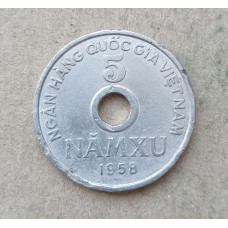 NGÂN HÀNG QUỐC GIA VIỆT NAM
5
NĂM XU
1958